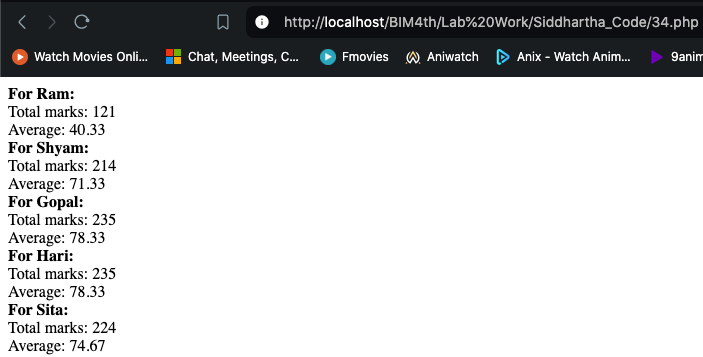 http://localhost/BIM4th/Lab%20Work/Siddhartha_Code/34.php
Watch Movies Onli... Chat, Meetings, C... Fmovies Aniwatch Anix - Watch Anim... 9anim
For Ram:
Total marks: 121
Average: 40.33
For Shyam:
Total marks: 214
Average: 71.33
For Gopal:
Total marks: 235
Average: 78.33
For Hari:
Total marks: 235
Average: 78.33
For Sita:
Total marks: 224
Average: 74.67